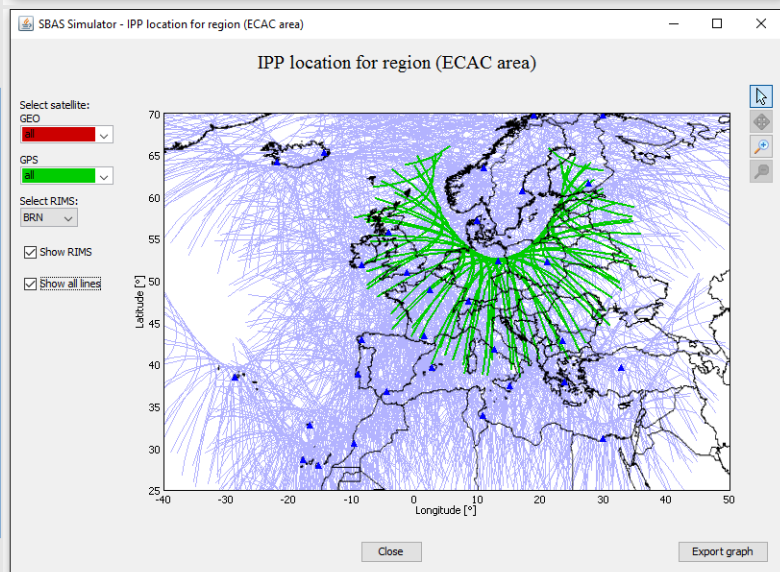 SBAS Simulator - IPP location for region (ECAC area)
IPP location for region (ECAC area)
Select satellite:
GEO
all
GPS
all
Select RIMS:
BRN
Show RIMS
Show all lines
Latitude [°]
70
65
60
55
50
45
40
35
30
25
-40 -30 -20 -10 0 10 20 30 40 50
Longitude [°]
Close
Export graph